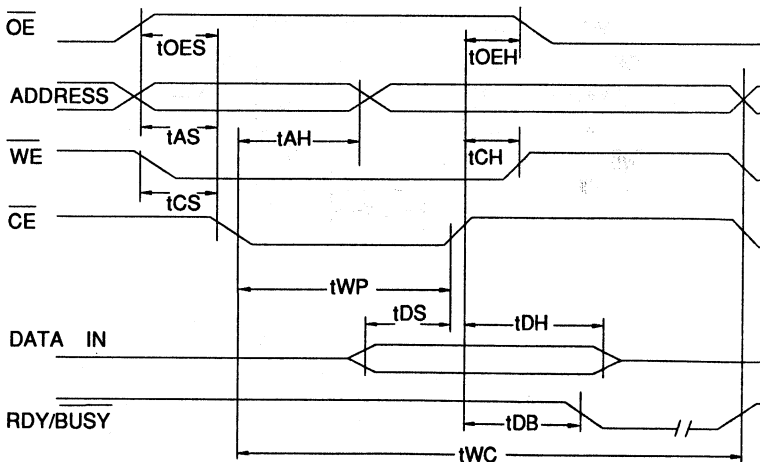 OE
tOES
tOEH
ADDRESS
tAS
tAH
tCH
WE
tCS
CE
tWP
tDS
tDH
DATA IN
RDY/BUSY
tDB
tWC